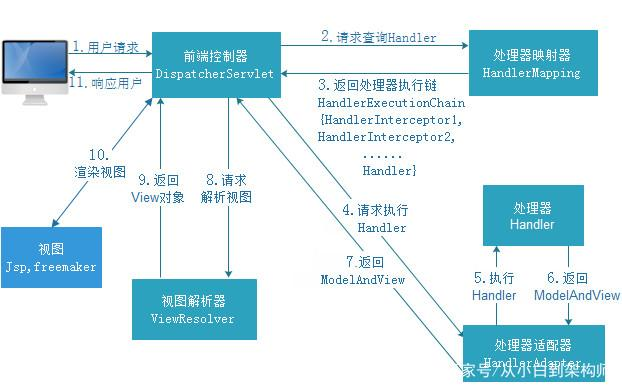 1.用户请求
11.响应用户
前端控制器
DispatcherServlet
2.请求查询Handler
处理器映射器
HandlerMapping
3.返回处理器执行链
HandlerExecutionChain
{HandlerInterceptor1,
HandlerInterceptor2,
......
Handler}
10.
渲染视图
9.返回
View对象
8.请求
解析视图
4.请求执行
Handler
7.返回
ModelAndView
处理器
Handler
5.执行
Handler
6.返回
ModelAndView
视图
Jsp,freemaker
视图解析器
ViewResolver
处理器适配器
HandlerAdapter
家号/从小白到架构师